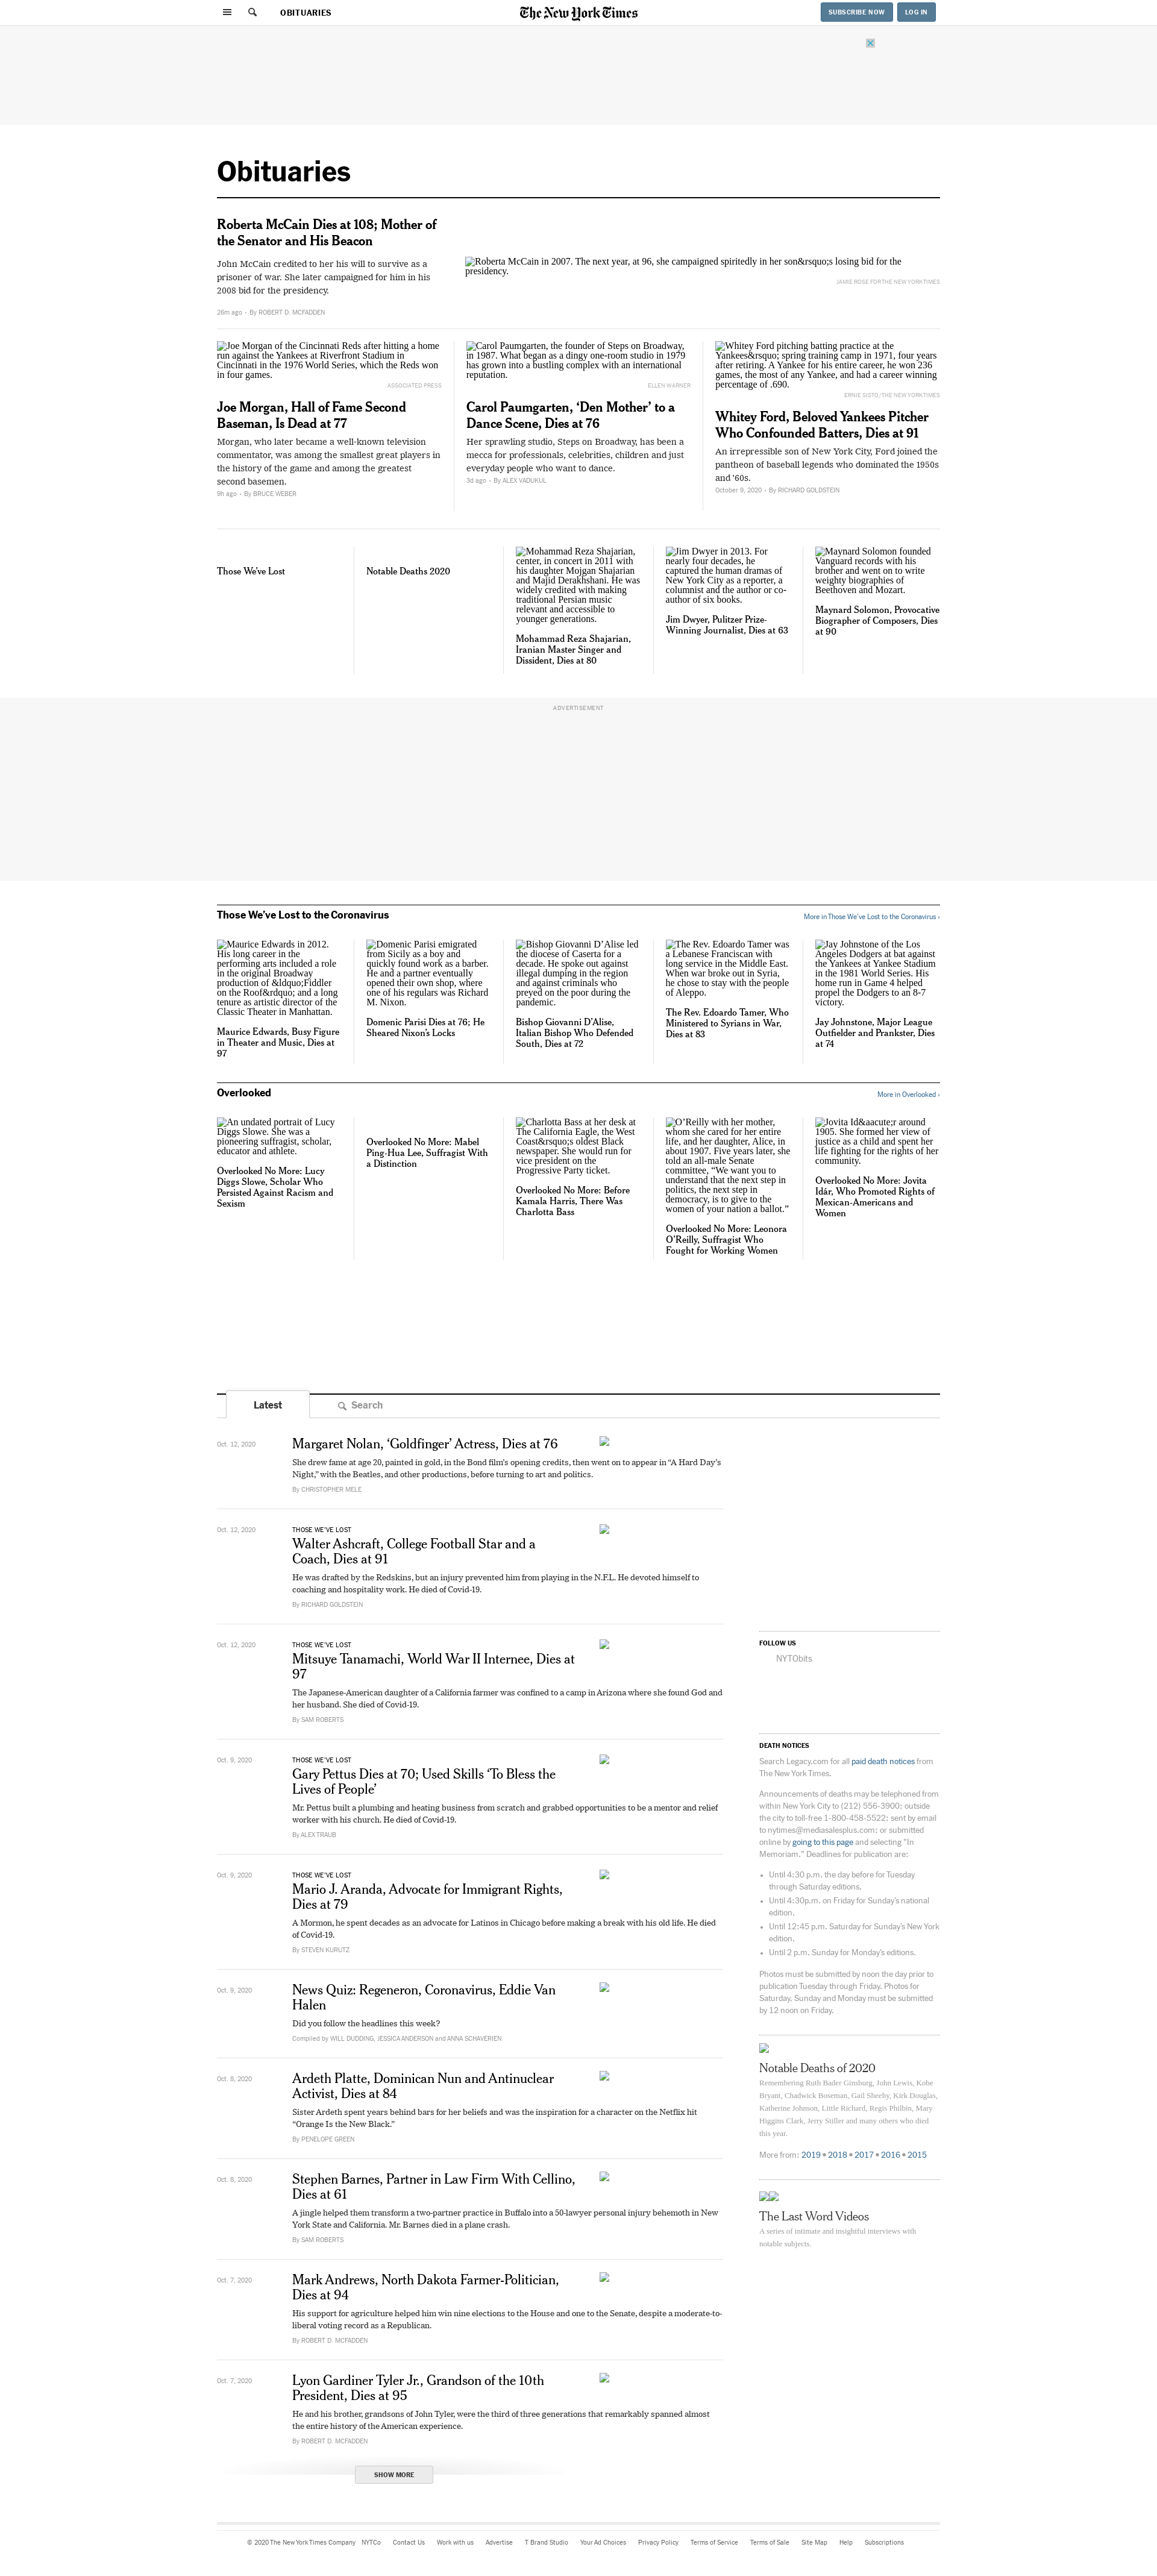 OBITUARIES
The New York Times
SUBSCRIBE NOW
LOG IN
Obituaries
Roberta McCain Dies at 108; Mother of
the Senator and His Beacon
John McCain credited to her his will to survive as a
prisoner of war. She later campaigned for him in his
2008 bid for the presidency.
26m ago • By ROBERT D. MCFADDEN
Roberta McCain in 2007. The next year, at 96, she campaigned spiritedly in her son&rsquo;s losing bid for the
presidency.
JAMIE ROSE FOR THE NEW YORK TIMES
Joe Morgan of the Cincinnati Reds after hitting a home
run against the Yankees at Riverfront Stadium in
Cincinnati in the 1976 World Series, which the Reds won
in four games.
ASSOCIATED PRESS
Joe Morgan, Hall of Fame Second
Baseman, Is Dead at 77
Morgan, who later became a well-known television
commentator, was among the smallest great players in
the history of the game and among the greatest
second basemen.
9h ago • By BRUCE WEBER
Carol Paumgarten, the founder of Steps on Broadway,
in 1987. What began as a dingy one-room studio in 1979
has grown into a bustling complex with an international
reputation.
ELLEN WARNER
Carol Paumgarten, ‘Den Mother’ to a
Dance Scene, Dies at 76
Her sprawling studio, Steps on Broadway, has been a
mecca for professionals, celebrities, children and just
everyday people who want to dance.
3d ago • By ALEX VADUKUL
Whitey Ford pitching batting practice at the
Yankees&rsquo; spring training camp in 1971, four years
after retiring. A Yankee for his entire career, he won 236
games, the most of any Yankee, and had a career winning
percentage of .690.
ERNIE SISTO/THE NEW YORK TIMES
Whitey Ford, Beloved Yankees Pitcher
Who Confounded Batters, Dies at 91
An irrepressible son of New York City, Ford joined the
pantheon of baseball legends who dominated the 1950s
and ’60s.
October 9, 2020 • By RICHARD GOLDSTEIN
Those We’ve Lost
Notable Deaths 2020
Mohammad Reza Shajarian,
center, in concert in 2011 with
his daughter Mojgan Shajarian
and Majid Derakhshani. He was
widely credited with making
traditional Persian music
relevant and accessible to
younger generations.
Mohammad Reza Shajarian,
Iranian Master Singer and
Dissident, Dies at 80
Jim Dwyer in 2013. For
nearly four decades, he
captured the human dramas of
New York City as a reporter, a
columnist and the author or co-
author of six books.
Jim Dwyer, Pulitzer Prize-
Winning Journalist, Dies at 63
Maynard Solomon founded
Vanguard records with his
brother and went on to write
weighty biographies of
Beethoven and Mozart.
Maynard Solomon, Provocative
Biographer of Composers, Dies
at 90
ADVERTISEMENT
Those We’ve Lost to the Coronavirus
More in Those We’ve Lost to the Coronavirus ›
Maurice Edwards in 2012.
His long career in the
performing arts included a role
in the original Broadway
production of &ldquo;Fiddler
on the Roof&rdquo; and a long
tenure as artistic director of the
Classic Theater in Manhattan.
Maurice Edwards, Busy Figure
in Theater and Music, Dies at
97
Domenic Parisi emigrated
from Sicily as a boy and
quickly found work as a barber.
He and a partner eventually
opened their own shop, where
one of his regulars was Richard
M. Nixon.
Domenic Parisi Dies at 76; He
Sheared Nixon’s Locks
Bishop Giovanni D’Alise led
the diocese of Caserta for a
decade. He spoke out against
illegal dumping in the region
and against criminals who
preyed on the poor during the
pandemic.
Bishop Giovanni D’Alise,
Italian Bishop Who Defended
South, Dies at 72
The Rev. Edoardo Tamer was
a Lebanese Franciscan with
long service in the Middle East.
When war broke out in Syria,
he chose to stay with the people
of Aleppo.
The Rev. Edoardo Tamer, Who
Ministered to Syrians in War,
Dies at 83
Jay Johnstone of the Los
Angeles Dodgers at bat against
the Yankees at Yankee Stadium
in the 1981 World Series. His
home run in Game 4 helped
propel the Dodgers to an 8-7
victory.
Jay Johnstone, Major League
Outfielder and Prankster, Dies
at 74
Overlooked
More in Overlooked ›
An undated portrait of Lucy
Diggs Slowe. She was a
pioneering suffragist, scholar,
educator and athlete.
Overlooked No More: Lucy
Diggs Slowe, Scholar Who
Persisted Against Racism and
Sexism
Overlooked No More: Mabel
Ping-Hua Lee, Suffragist With
a Distinction
Charlotta Bass at her desk at
The California Eagle, the West
Coast&rsquo;s oldest Black
newspaper. She would run for
vice president on the
Progressive Party ticket.
Overlooked No More: Before
Kamala Harris, There Was
Charlotta Bass
O’Reilly with her mother,
whom she cared for her entire
life, and her daughter, Alice, in
about 1907. Five years later, she
told an all-male Senate
committee, “We want you to
understand that the next step in
politics, the next step in
democracy, is to give to the
women of your nation a ballot.”
Overlooked No More: Leonora
O’Reilly, Suffragist Who
Fought for Working Women
Jovita Id&aacute;r around
1905. She formed her view of
justice as a child and spent her
life fighting for the rights of her
community.
Overlooked No More: Jovita
Idár, Who Promoted Rights of
Mexican-Americans and
Women
Latest
Search
Oct. 12, 2020
Margaret Nolan, ‘Goldfinger’ Actress, Dies at 76
She drew fame at age 20, painted in gold, in the Bond film’s opening credits, then went on to appear in “A Hard Day’s
Night,” with the Beatles, and other productions, before turning to art and politics.
By CHRISTOPHER MELE
Oct. 12, 2020
THOSE WE’VE LOST
Walter Ashcraft, College Football Star and a
Coach, Dies at 91
He was drafted by the Redskins, but an injury prevented him from playing in the N.F.L. He devoted himself to
coaching and hospitality work. He died of Covid-19.
By RICHARD GOLDSTEIN
Oct. 12, 2020
THOSE WE’VE LOST
Mitsuye Tanamachi, World War II Internee, Dies at
97
The Japanese-American daughter of a California farmer was confined to a camp in Arizona where she found God and
her husband. She died of Covid-19.
By SAM ROBERTS
Oct. 9, 2020
THOSE WE’VE LOST
Gary Pettus Dies at 70; Used Skills ‘To Bless the
Lives of People’
Mr. Pettus built a plumbing and heating business from scratch and grabbed opportunities to be a mentor and relief
worker with his church. He died of Covid-19.
By ALEX TRAUB
Oct. 9, 2020
THOSE WE’VE LOST
Mario J. Aranda, Advocate for Immigrant Rights,
Dies at 79
A Mormon, he spent decades as an advocate for Latinos in Chicago before making a break with his old life. He died
of Covid-19.
By STEVEN KURUTZ
Oct. 9, 2020
News Quiz: Regeneron, Coronavirus, Eddie Van
Halen
Did you follow the headlines this week?
Compiled by WILL DUDDING, JESSICA ANDERSON and ANNA SCHAVERIEN
Oct. 8, 2020
Ardeth Platte, Dominican Nun and Antinuclear
Activist, Dies at 84
Sister Ardeth spent years behind bars for her beliefs and was the inspiration for a character on the Netflix hit
“Orange Is the New Black.”
By PENELOPE GREEN
Oct. 8, 2020
Stephen Barnes, Partner in Law Firm With Cellino,
Dies at 61
A jingle helped them transform a two-partner practice in Buffalo into a 50-lawyer personal injury behemoth in New
York State and California. Mr. Barnes died in a plane crash.
By SAM ROBERTS
Oct. 7, 2020
Mark Andrews, North Dakota Farmer-Politician,
Dies at 94
His support for agriculture helped him win nine elections to the House and one to the Senate, despite a moderate-to-
liberal voting record as a Republican.
By ROBERT D. MCFADDEN
Oct. 7, 2020
Lyon Gardiner Tyler Jr., Grandson of the 10th
President, Dies at 95
He and his brother, grandsons of John Tyler, were the third of three generations that remarkably spanned almost
the entire history of the American experience.
By ROBERT D. MCFADDEN
SHOW MORE
FOLLOW US
NYTObits
DEATH NOTICES
Search Legacy.com for all paid death notices from
The New York Times.
Announcements of deaths may be telephoned from
within New York City to (212) 556-3900; outside
the city to toll-free 1-800-458-5522; sent by email
to nytimes@mediasalesplus.com; or submitted
online by going to this page and selecting "In
Memoriam." Deadlines for publication are:
• Until 4:30 p.m. the day before for Tuesday
through Saturday editions.
• Until 4:30p.m. on Friday for Sunday’s national
edition.
• Until 12:45 p.m. Saturday for Sunday’s New York
edition.
• Until 2 p.m. Sunday for Monday’s editions.
Photos must be submitted by noon the day prior to
publication Tuesday through Friday. Photos for
Saturday, Sunday and Monday must be submitted
by 12 noon on Friday.
Notable Deaths of 2020
Remembering Ruth Bader Ginsburg, John Lewis, Kobe
Bryant, Chadwick Boseman, Gail Sheehy, Kirk Douglas,
Katherine Johnson, Little Richard, Regis Philbin, Mary
Higgins Clark, Jerry Stiller and many others who died
this year.
More from: 2019 • 2018 • 2017 • 2016 • 2015
The Last Word Videos
A series of intimate and insightful interviews with
notable subjects.
© 2020 The New York Times Company NYTCo Contact Us Work with us Advertise T Brand Studio Your Ad Choices Privacy Policy Terms of Service Terms of Sale Site Map Help Subscriptions